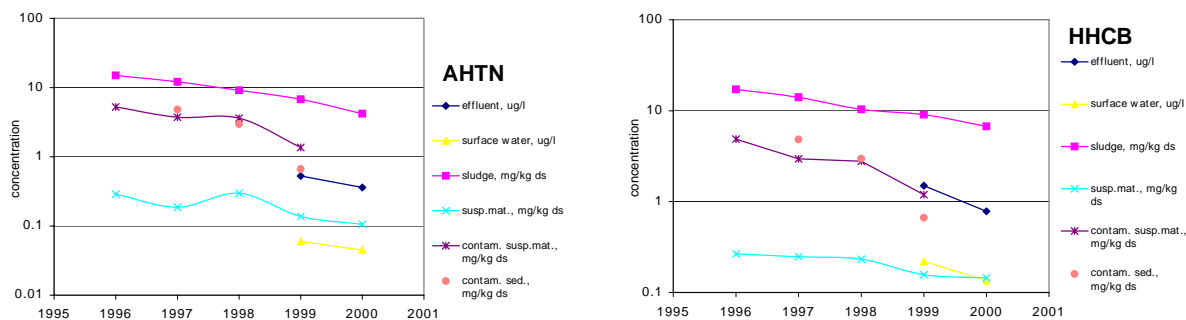 100
10
1
0.1
0.01
concentration
1995 1996 1997 1998 1999 2000 2001
AHTN
effluent, ug/l
surface water, ug/l
sludge, mg/kg ds
susp.mat., mg/kg
ds
contam. susp.mat.,
mg/kg ds
contam. sed.,
mg/kg ds
100
10
1
0.1
concentration
1995 1996 1997 1998 1999 2000 2001
HHCB
effluent, ug/l
surface water, ug/l
sludge, mg/kg ds
susp.mat., mg/kg
ds
contam. susp.mat.,
mg/kg ds
contam. sed.,
mg/kg ds